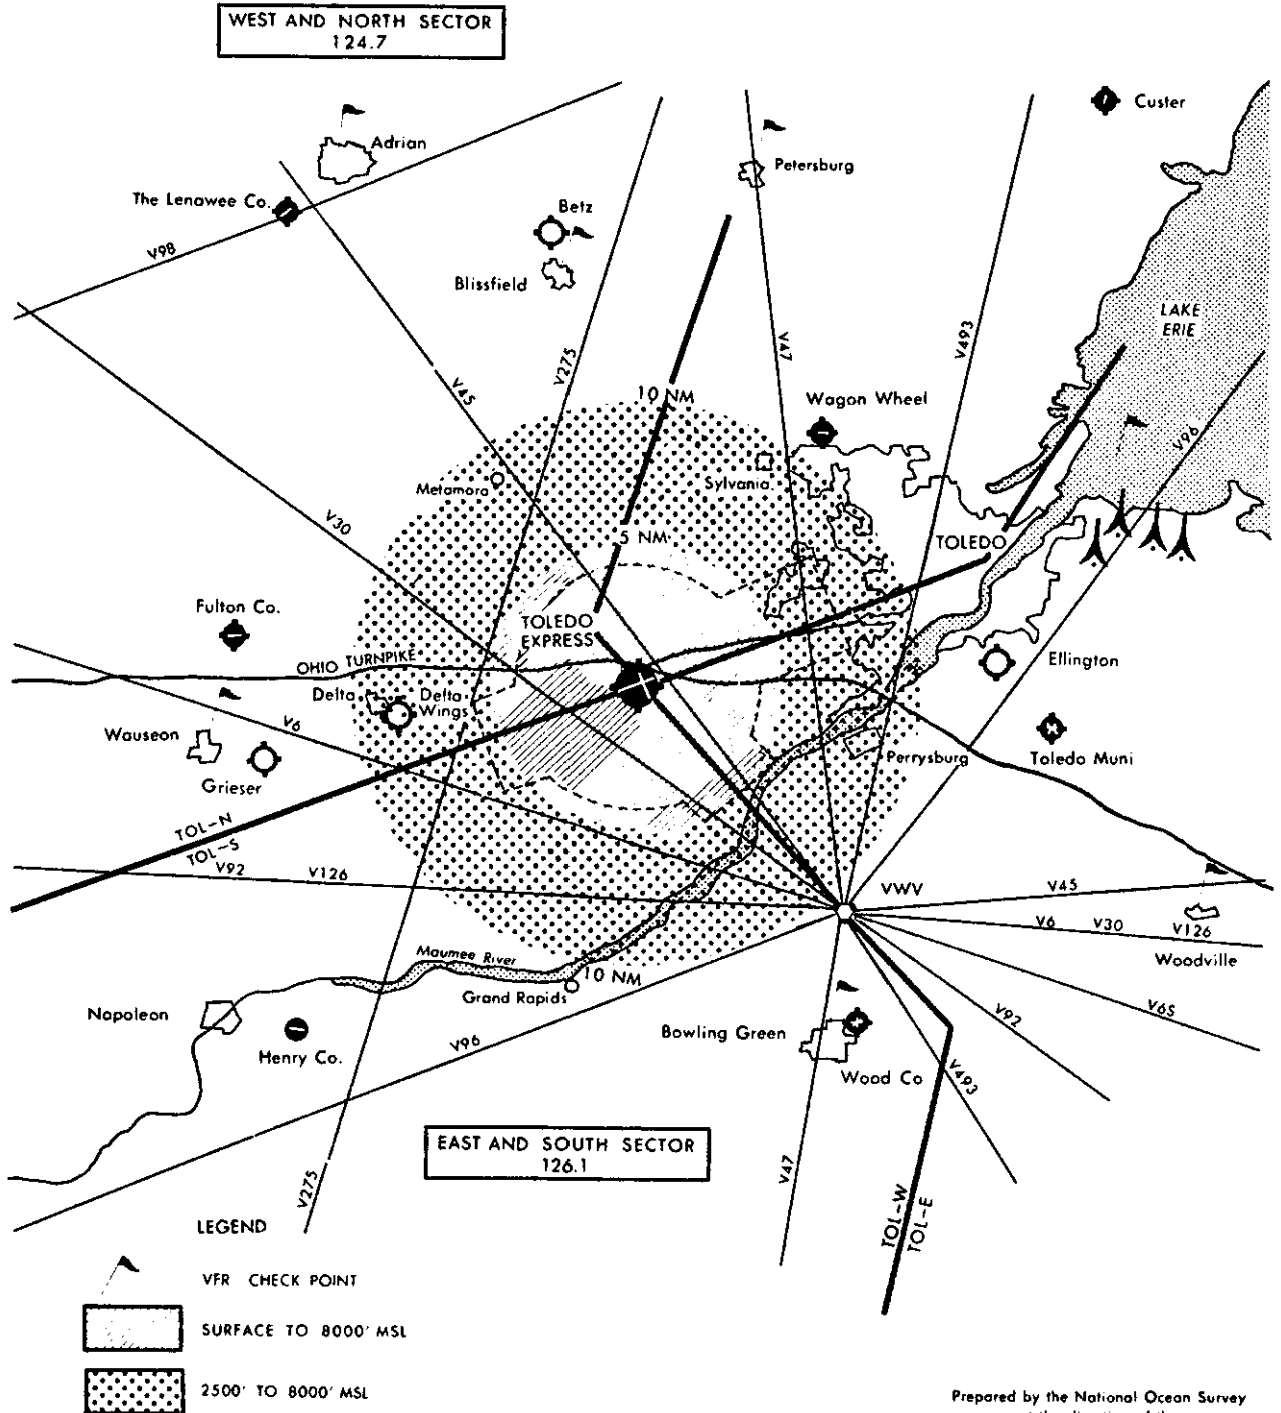 WEST AND NORTH SECTOR
124.7
Custer
Adrian
Petersburg
The Lenawee Co.
Betz
V98
Blissfield
LAKE
ERIE
V275
V47
V493
V45
10 NM
Wagon Wheel
V96
Metamora
Sylvania
V30
5 NM
TOLEDO
Fulton Co.
TOLEDO
EXPRESS
OHIO TURNPIKE
Ellington
Delta
Delta
Wings
V6
Wauseon
Perrysburg
Toledo Muni
Grieser
TOL-N
TOL-S
V92
V126
VWV
V45
V6
V30
V126
Woodville
Maumee River
10 NM
Grand Rapids
Napoleon
V65
V92
Henry Co.
V96
Bowling Green
Wood Co
V493
EAST AND SOUTH SECTOR
126.1
V275
V47
TOL-W
TOL-E
LEGEND
VFR CHECK POINT
SURFACE TO 8000' MSL
2500' TO 8000' MSL
Prepared by the National Ocean Survey